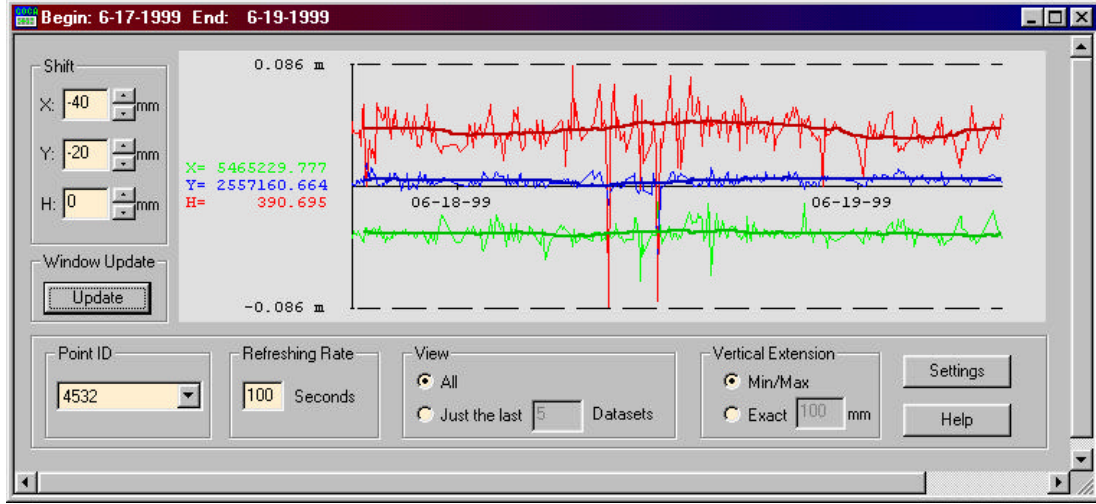 GOCA
Begin: 6-17-1999 End: 6-19-1999
Shift
X: -40 mm
Y: -20 mm
H: 0 mm
Window Update
Update
0.086 m
X= 5465229.777
Y= 2557160.664
H= 390.695
06-18-99 06-19-99
-0.086 m
Point ID
4532
Refreshing Rate
100 Seconds
View
All
Just the last 5 Datasets
Vertical Extension
Min/Max
Exact 100 mm
Settings
Help